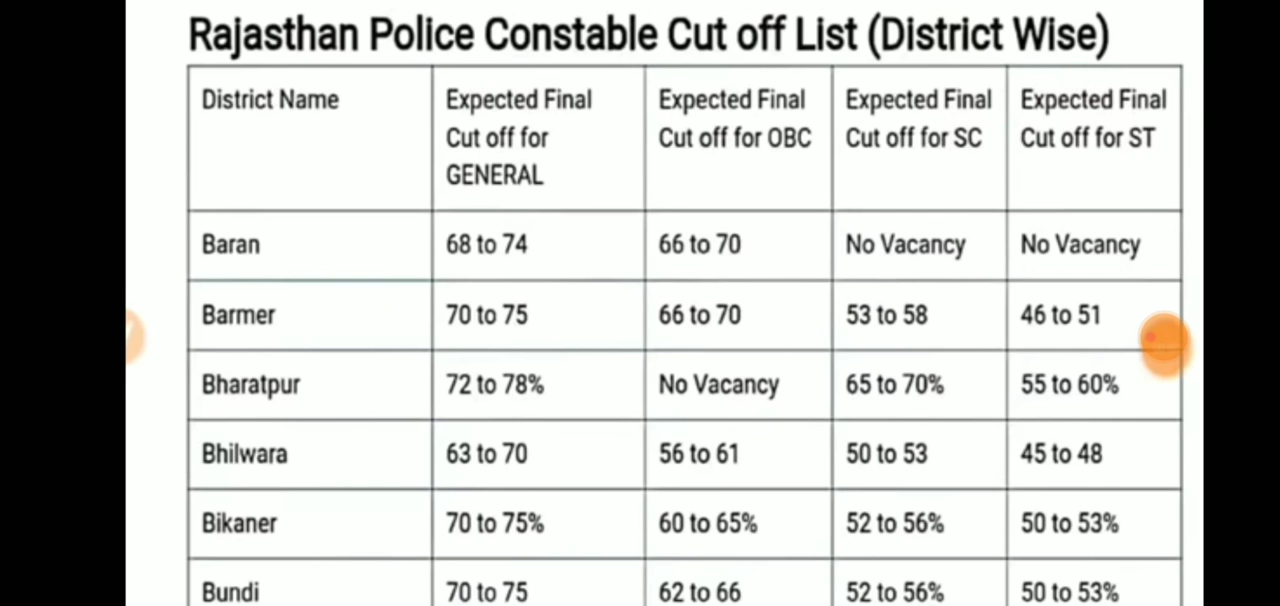 Rajasthan Police Constable Cut off List (District Wise)
District Name Expected Final Expected Final Expected Final Expected Final
Cut off for Cut off for OBC Cut off for SC Cut off for ST
GENERAL
Baran 68 to 74 66 to 70 No Vacancy No Vacancy
Barmer 70 to 75 66 to 70 53 to 58 46 to 51
Bharatpur 72 to 78% No Vacancy 65 to 70% 55 to 60%
Bhilwara 63 to 70 56 to 61 50 to 53 45 to 48
Bikaner 70 to 75% 60 to 65% 52 to 56% 50 to 53%
Bundi 70 to 75 62 to 66 52 to 56% 50 to 53%